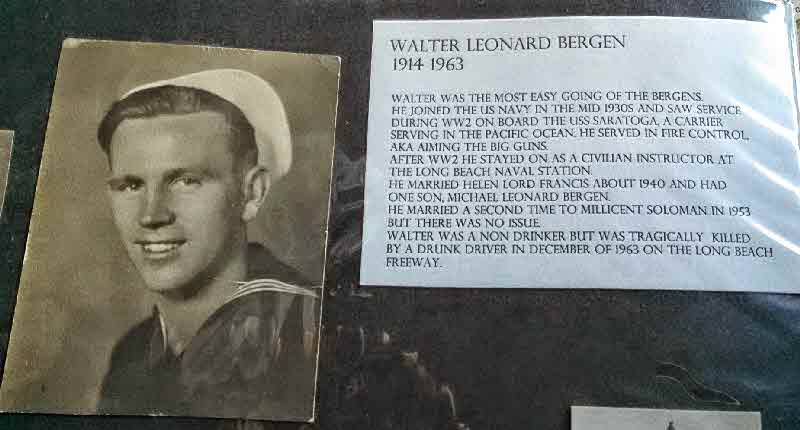 WALTER LEONARD BERGEN
1914 1963
WALTER WAS THE MOST EASY GOING OF THE BERGENS.
HE JOINED THE US NAVY IN THE MID 1930S AND SAW SERVICE
DURING WW2 ON BOARD THE USS SARATOGA, A CARRIER
SERVING IN THE PACIFIC OCEAN. HE SERVED IN FIRE CONTROL,
AKA AIMING THE BIG GUNS.
AFTER WW2 HE STAYED ON AS A CIVILIAN INSTRUCTOR AT
THE LONG BEACH NAVAL STATION.
HE MARRIED HELEN LORD FRANCIS ABOUT 1940 AND HAD
ONE SON, MICHAEL LEONARD BERGEN.
HE MARRIED A SECOND TIME TO MILLICENT SOLOMAN IN 1953
BUT THERE WAS NO ISSUE.
WALTER WAS A NON DRINKER BUT WAS TRAGICALLY KILLED
BY A DRUNK DRIVER IN DECEMBER OF 1963 ON THE LONG BEACH
FREEWAY.